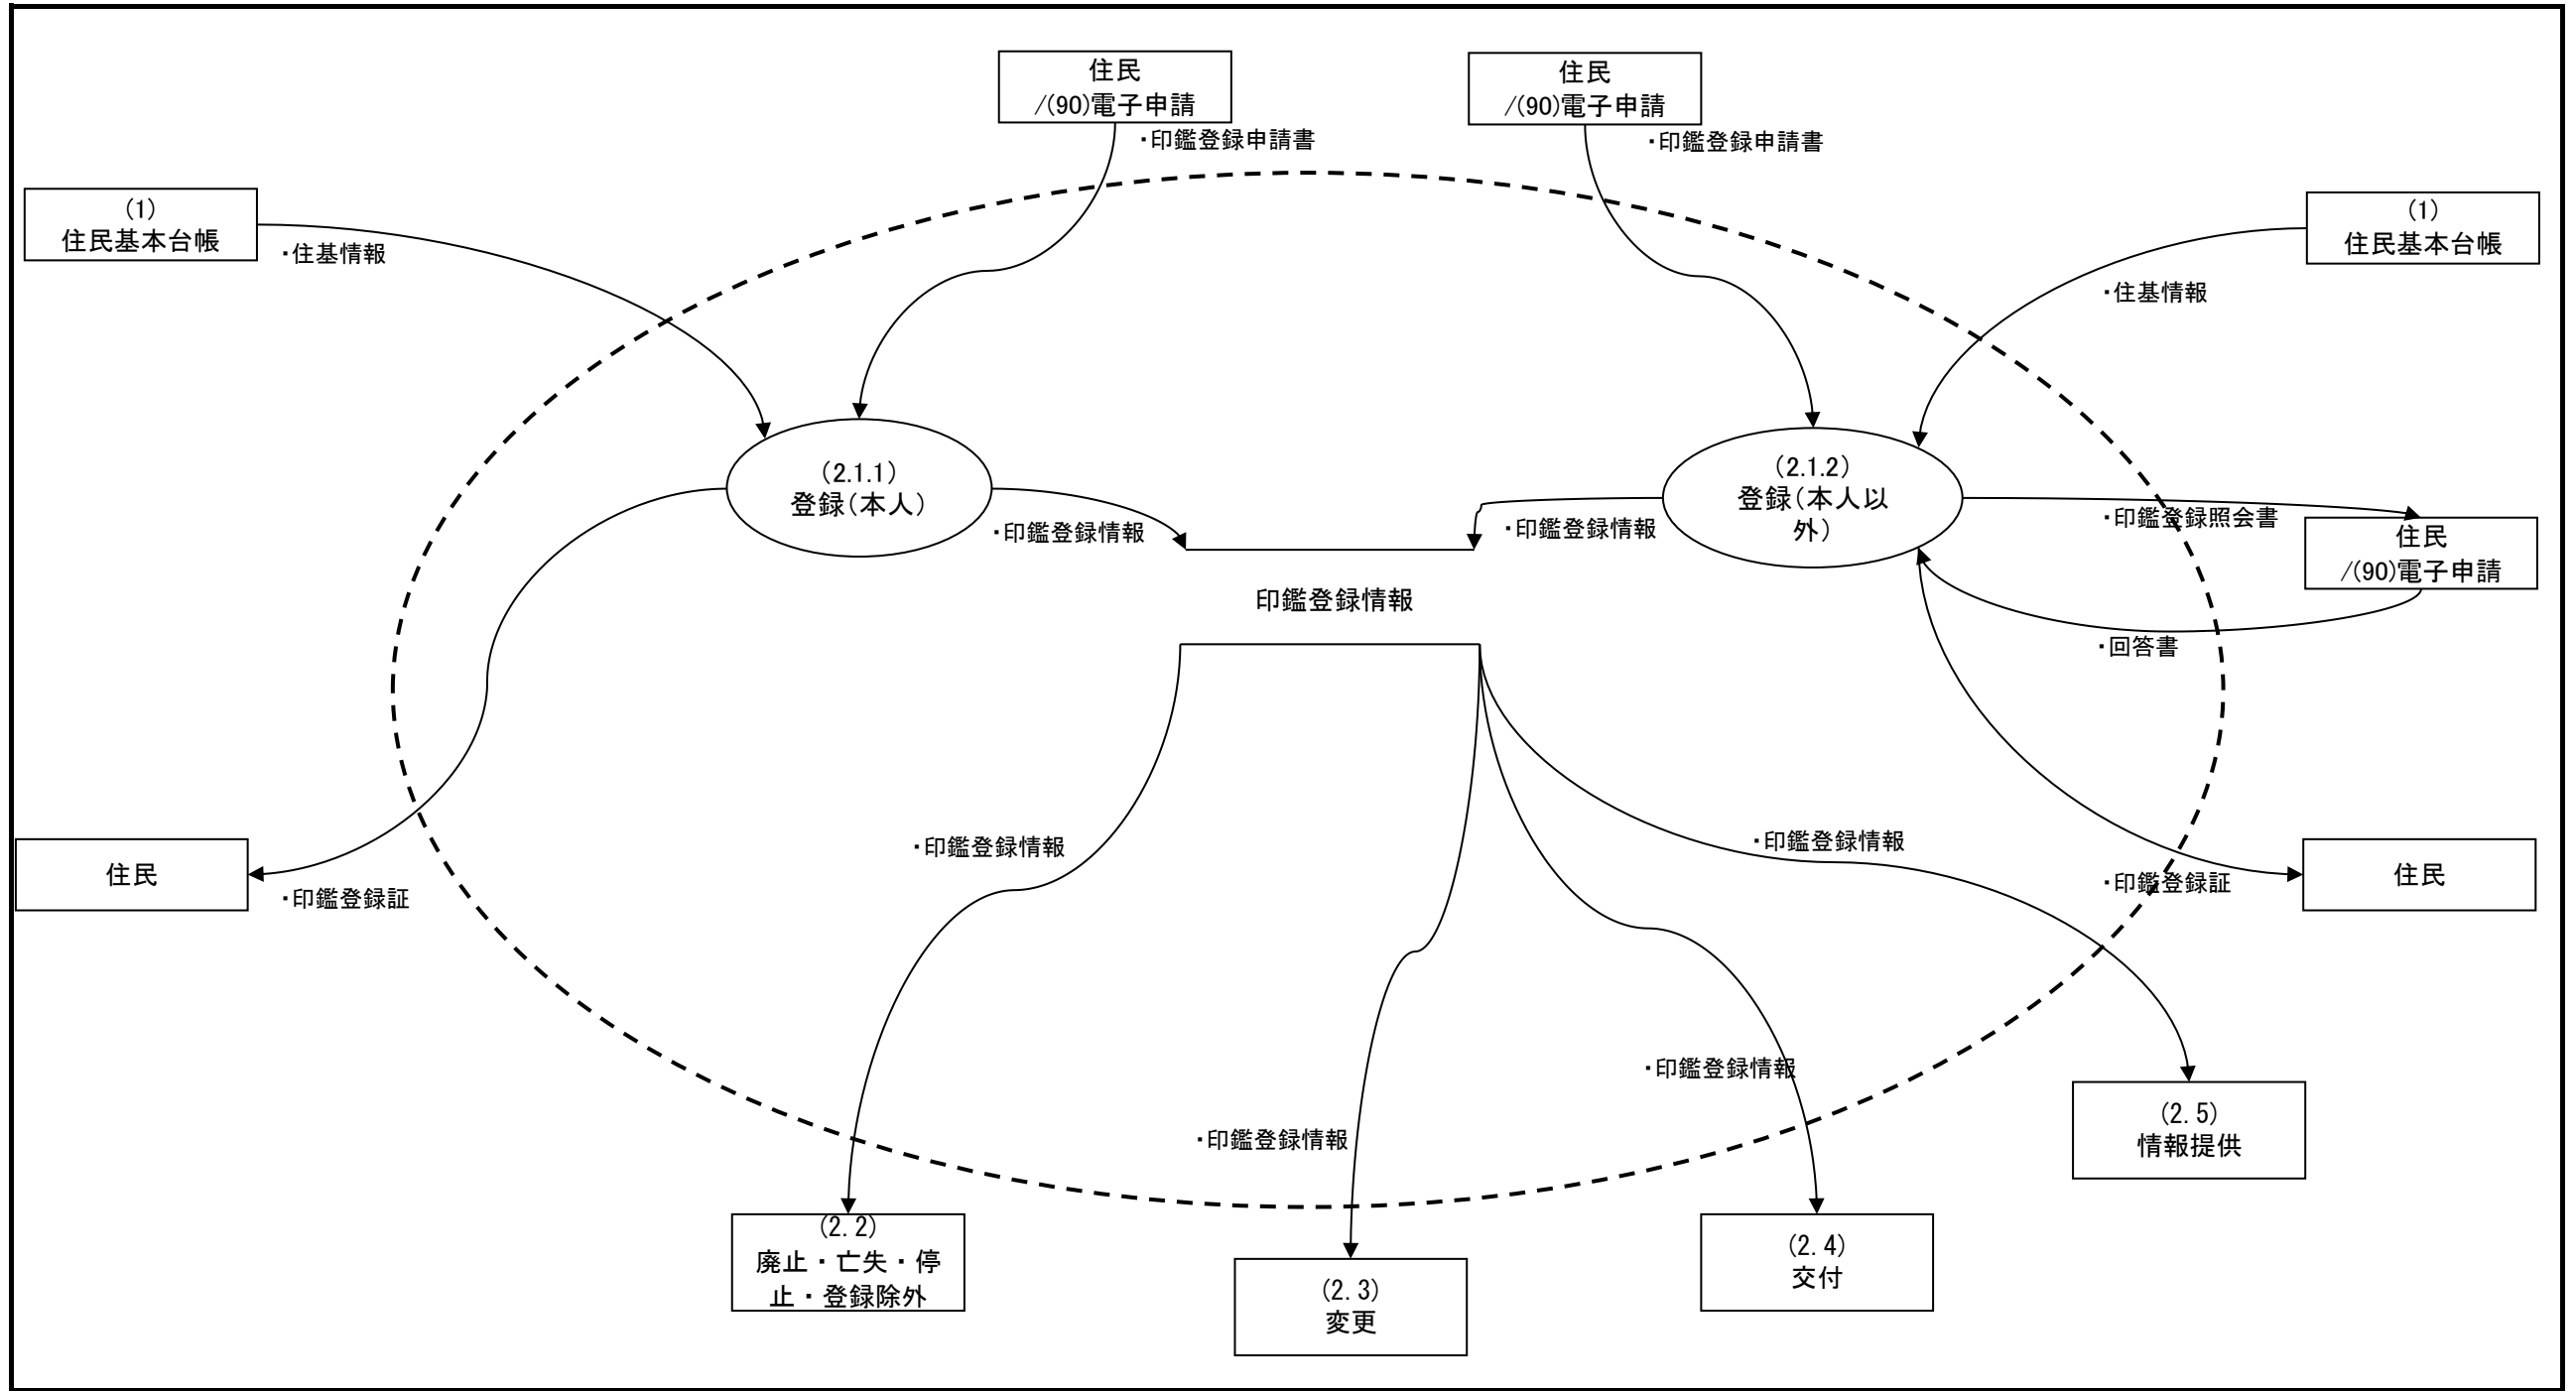 住民
/(90)電子申請
住民
/(90)電子申請
・印鑑登録申請書
・印鑑登録申請書
(1)
住民基本台帳
(1)
住民基本台帳
・住基情報
・住基情報
(2.1.1)
登録(本人)
(2.1.2)
登録(本人以
外)
・印鑑登録情報
・印鑑登録情報
・印鑑登録照会書
住民
/(90)電子申請
印鑑登録情報
・回答書
・印鑑登録情報
・印鑑登録情報
住民
・印鑑登録証
・印鑑登録証
住民
・印鑑登録情報
・印鑑登録情報
(2.5)
情報提供
(2.2)
廃止・亡失・停
止・登録除外
(2.3)
変更
(2.4)
交付